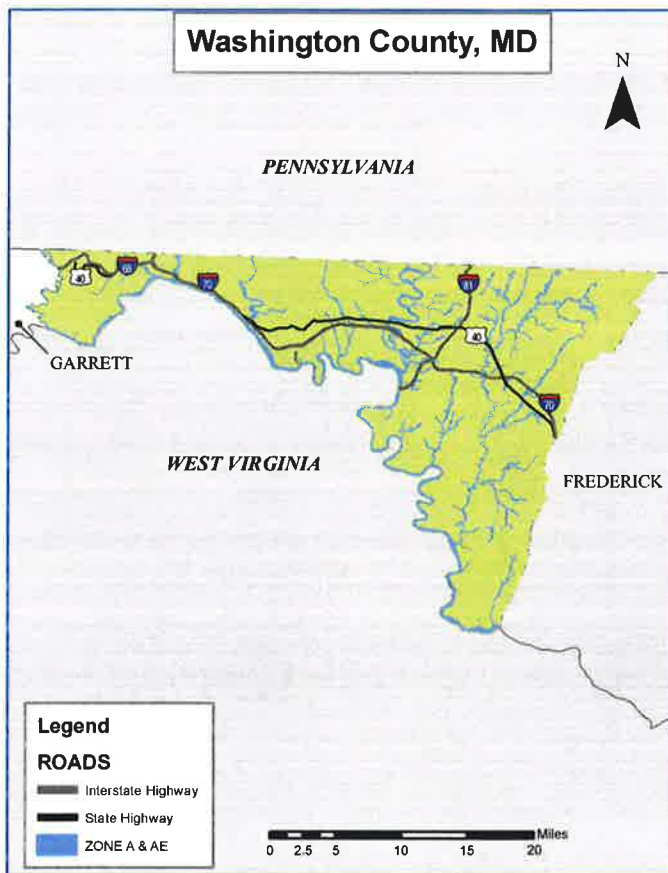 Washington County, MD
N
PENNSYLVANIA
40
68
70
81
40
GARRETT
70
WEST VIRGINIA
FREDERICK
Legend
ROADS
Interstate Highway
State Highway
ZONE A & AE
Miles
0 2.5 5 10 15 20